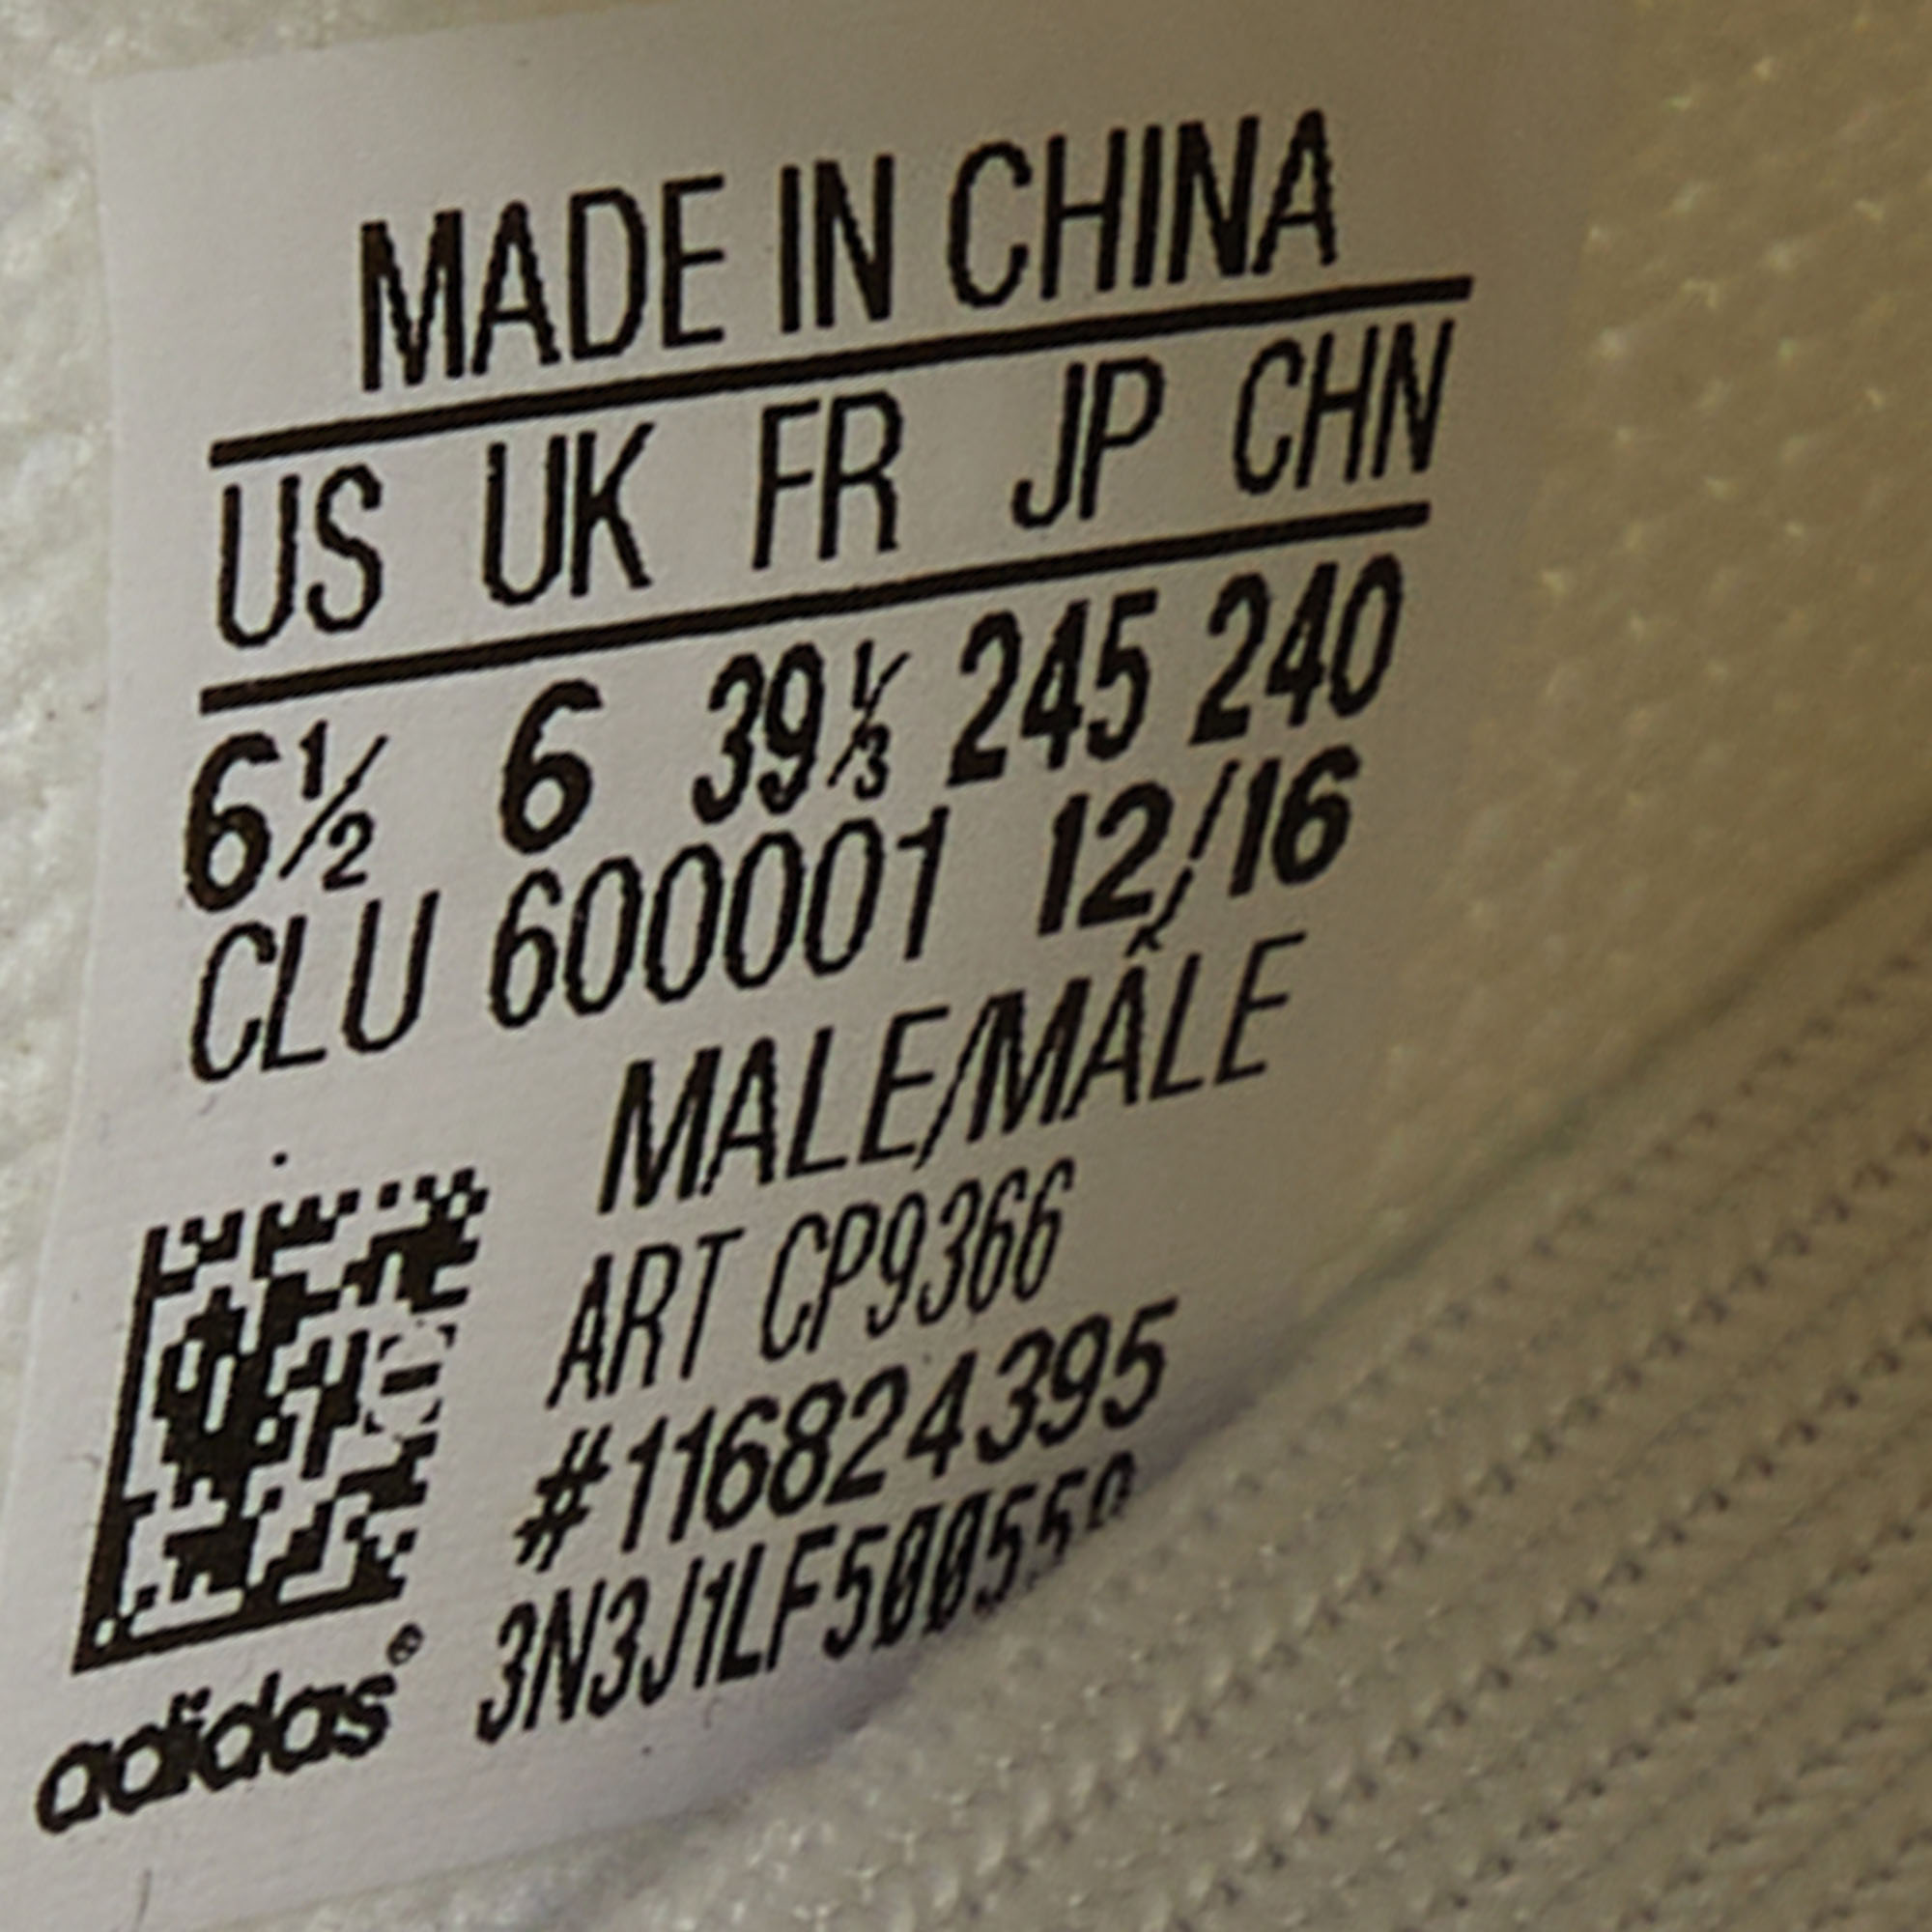 MADE IN CHINA
US UK FR JP CHN
6½ 6 39⅓ 245 240
CLU 600001 12/16
MALE/MÂLE
ART CP9366
#116824395
adidas®